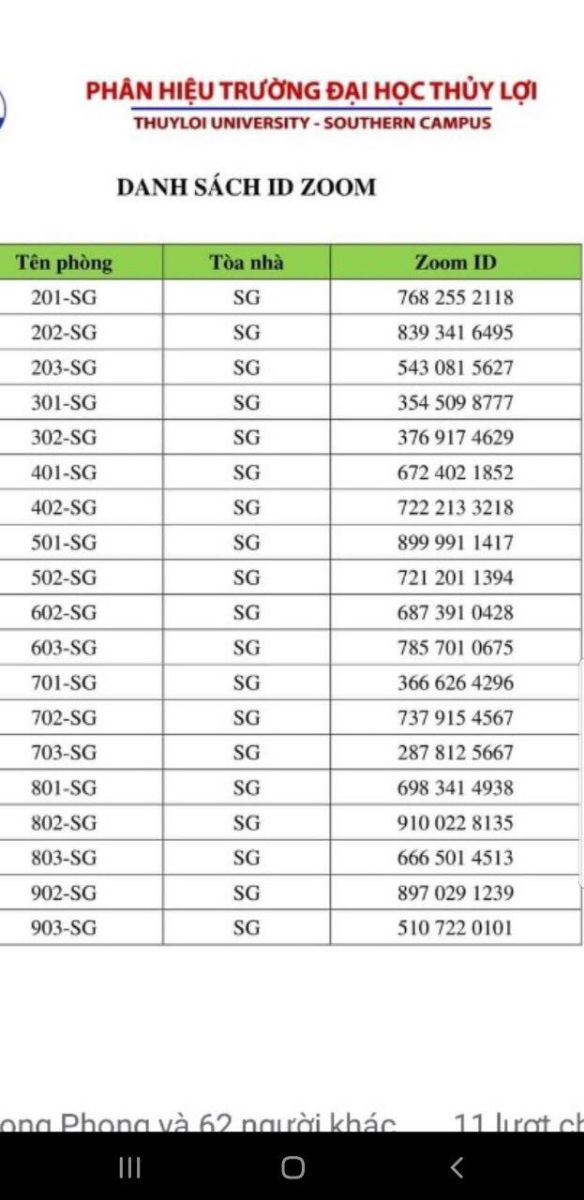 PHÂN HIỆU TRƯỜNG ĐẠI HỌC THỦY LỢI
THUYLOI UNIVERSITY - SOUTHERN CAMPUS
DANH SÁCH ID ZOOM
Tên phòng Tòa nhà Zoom ID
201-SG SG 768 255 2118
202-SG SG 839 341 6495
203-SG SG 543 081 5627
301-SG SG 354 509 8777
302-SG SG 376 917 4629
401-SG SG 672 402 1852
402-SG SG 722 213 3218
501-SG SG 899 991 1417
502-SG SG 721 201 1394
602-SG SG 687 391 0428
603-SG SG 785 701 0675
701-SG SG 366 626 4296
702-SG SG 737 915 4567
703-SG SG 287 812 5667
801-SG SG 698 341 4938
802-SG SG 910 022 8135
803-SG SG 666 501 4513
902-SG SG 897 029 1239
903-SG SG 510 722 0101
ong Phong và 62 người khác 11 lượt ch